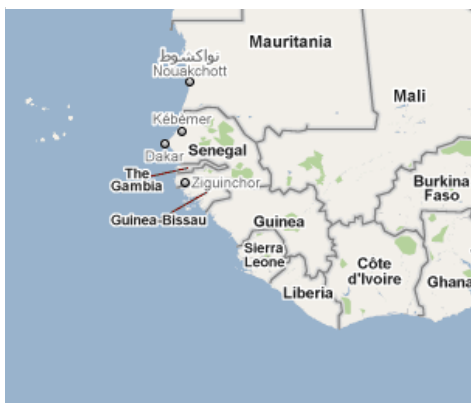 Mauritania
نواكشوط
Nouakchott
Mali
Kébémer
Dakar
Senegal
The
Gambia
Ziguinchor
Burkina
Faso
Guinea-Bissau
Guinea
Sierra
Leone
Côte
d'Ivoire
Ghana
Liberia